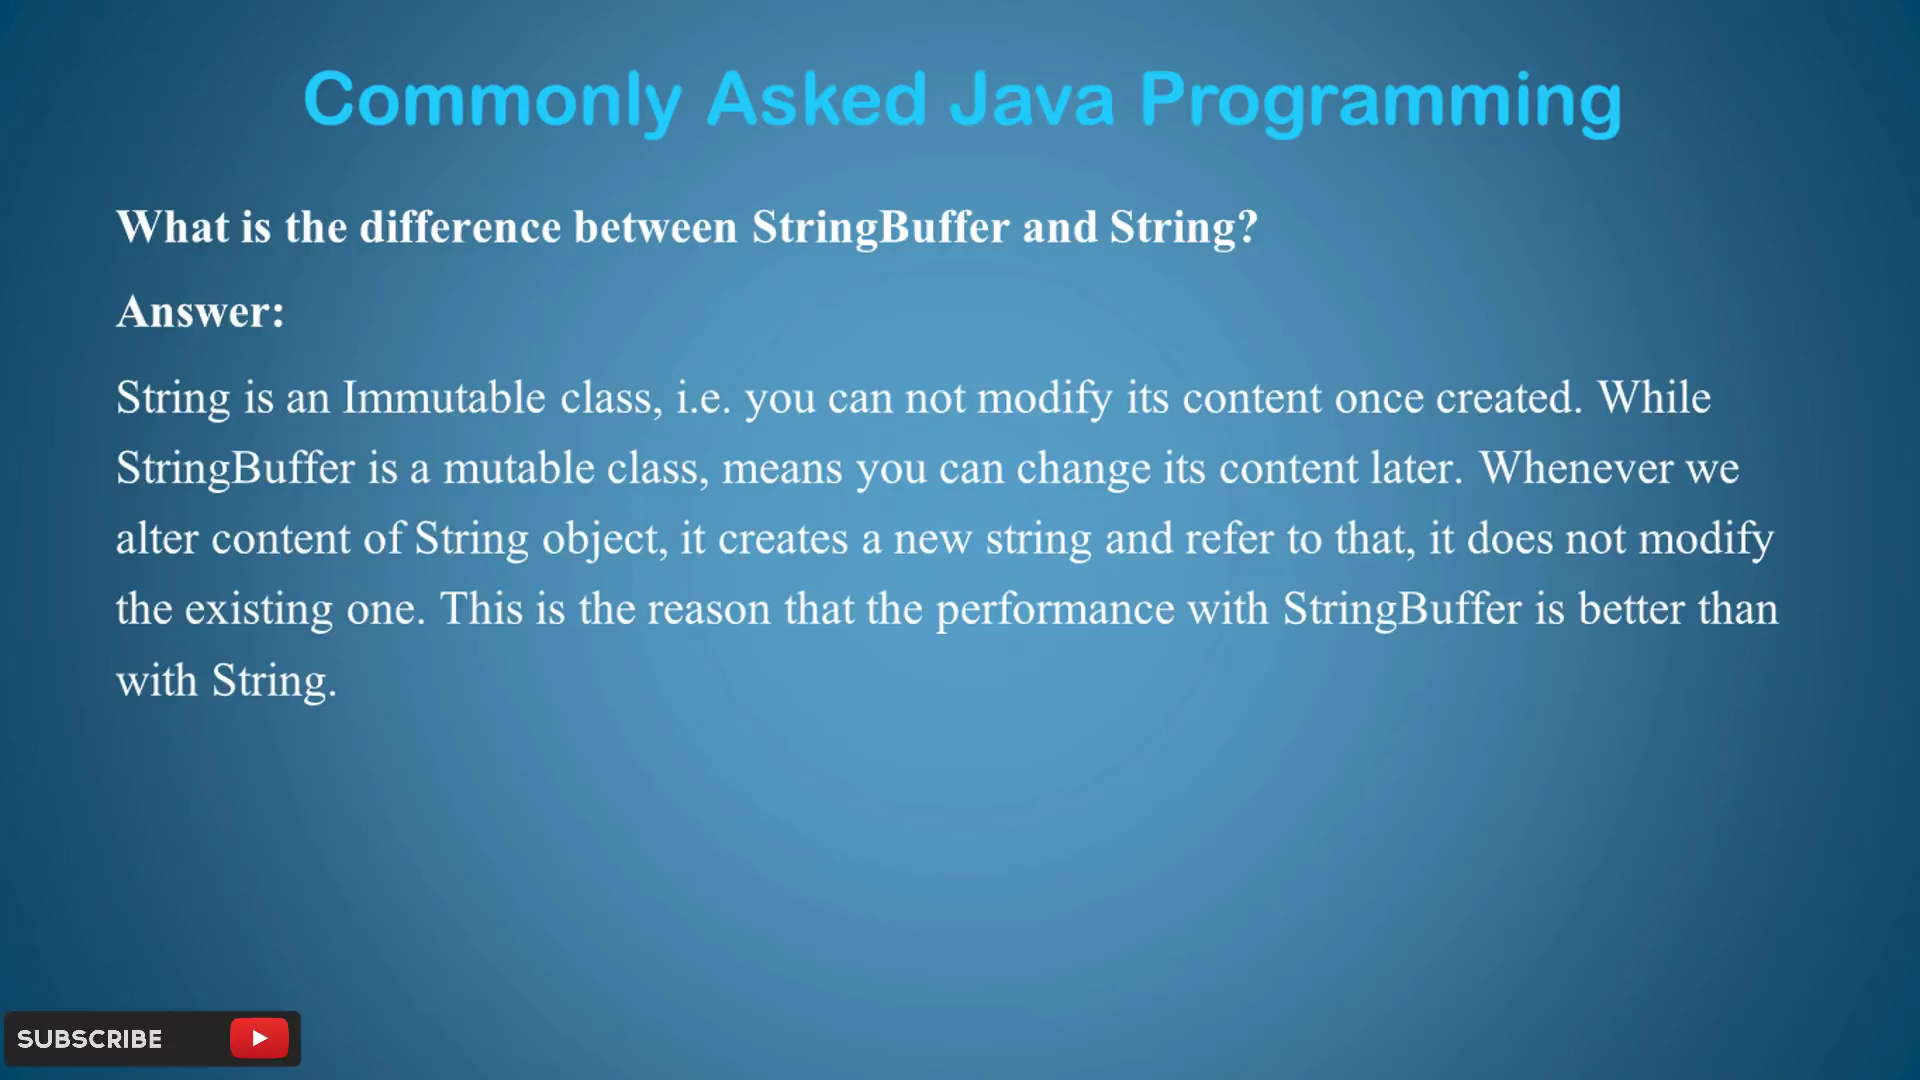 Commonly Asked Java Programming
What is the difference between StringBuffer and String?
Answer:
String is an Immutable class, i.e. you can not modify its content once created. While
StringBuffer is a mutable class, means you can change its content later. Whenever we
alter content of String object, it creates a new string and refer to that, it does not modify
the existing one. This is the reason that the performance with StringBuffer is better than
with String.
SUBSCRIBE